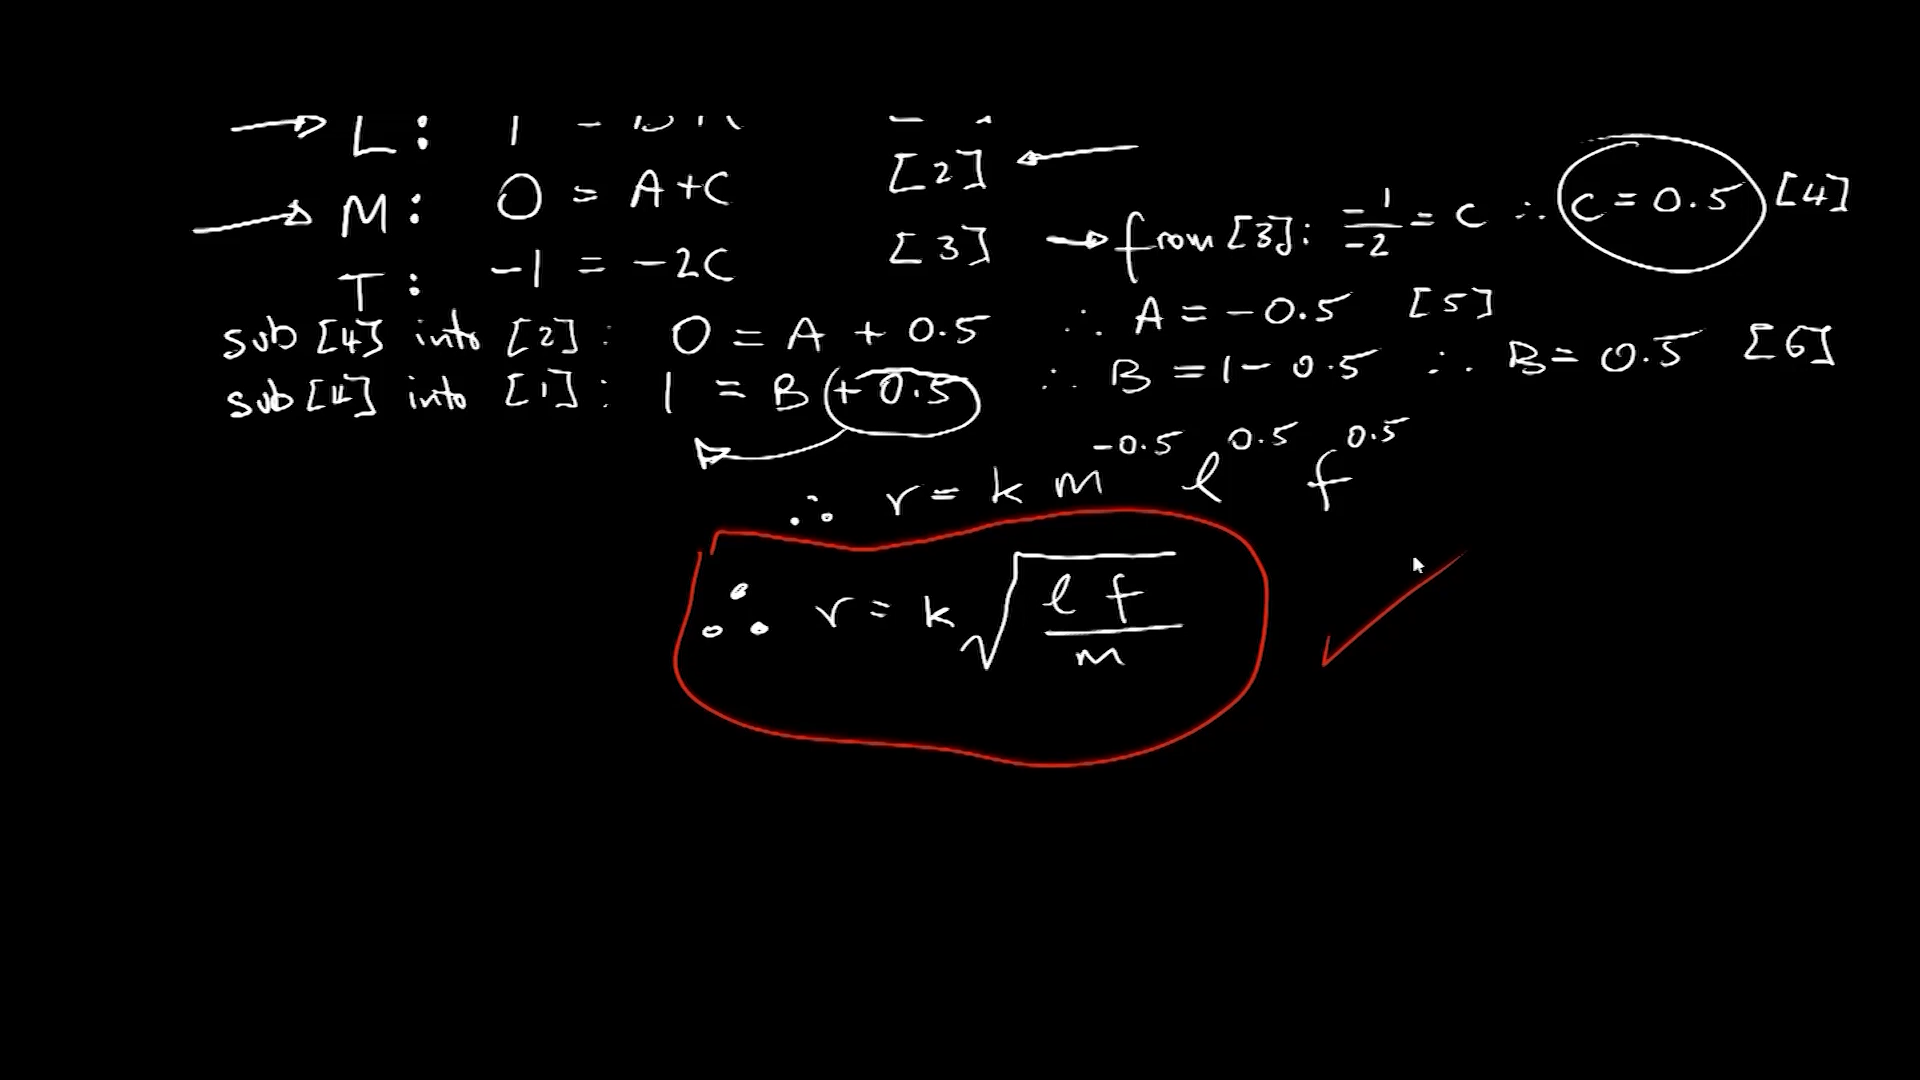 L : 1
M : 0 = A+C [2]
T : -1 = -2C [3] from [3]: -1/-2 = C ∴ C = 0.5 [4]
sub [4] into [2] : 0 = A + 0.5 ∴ A = -0.5 [5]
sub [4] into [1] : 1 = B + 0.5 ∴ B = 1 - 0.5 ∴ B = 0.5 [6]
∴ r = k m^-0.5 l^0.5 f^0.5
∴ r = k √(l f / m)